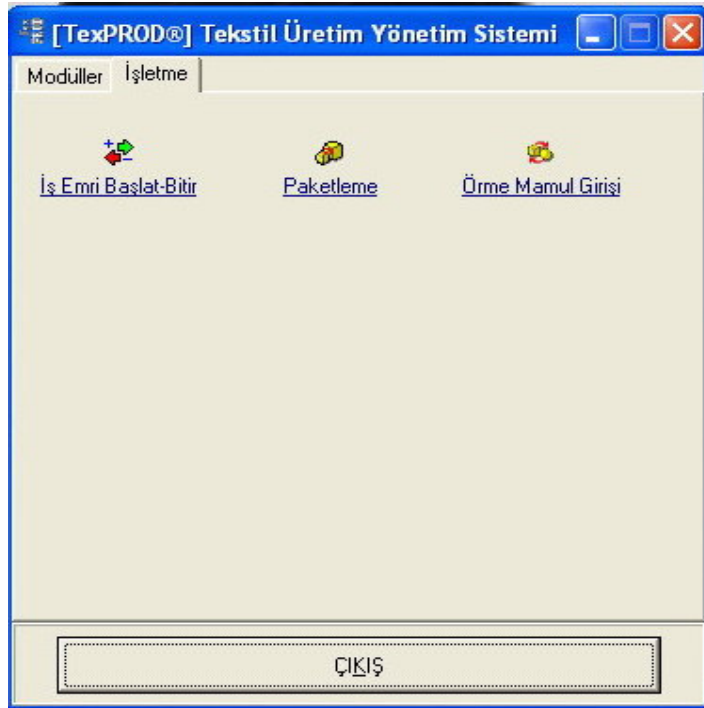 [TexPROD®] Tekstil Üretim Yönetim Sistemi
Modüller İşletme
İş Emri Başlat-Bitir Paketleme Örme Mamul Girişi
ÇIKIŞ